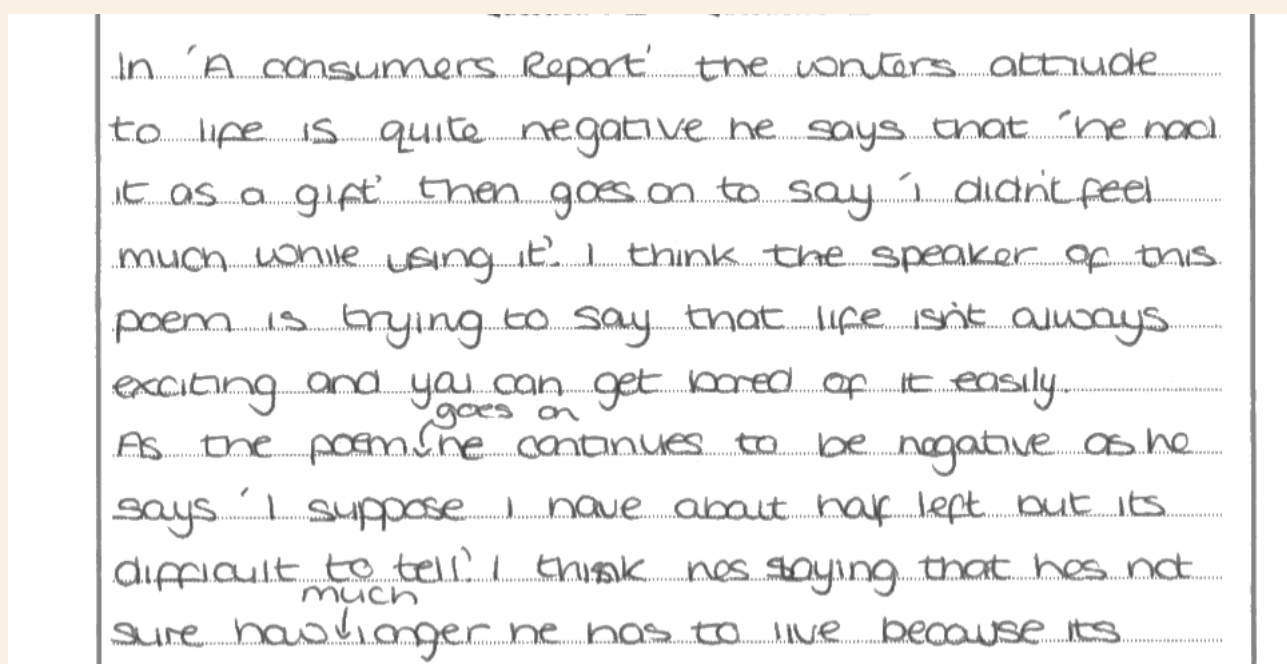 In 'A consumers Report' the writers attitude
to life is quite negative he says that 'he had
it as a gift' then goes on to say 'i didn't feel
much while using it'. I think the speaker of this
poem is trying to say that life isn't always
exciting and you can get bored of it easily.
goes on
As the poem he continues to be negative as he
says 'I suppose I have about half left but its
difficult to tell'. I think hes saying that hes not
much
sure how longer he has to live because its